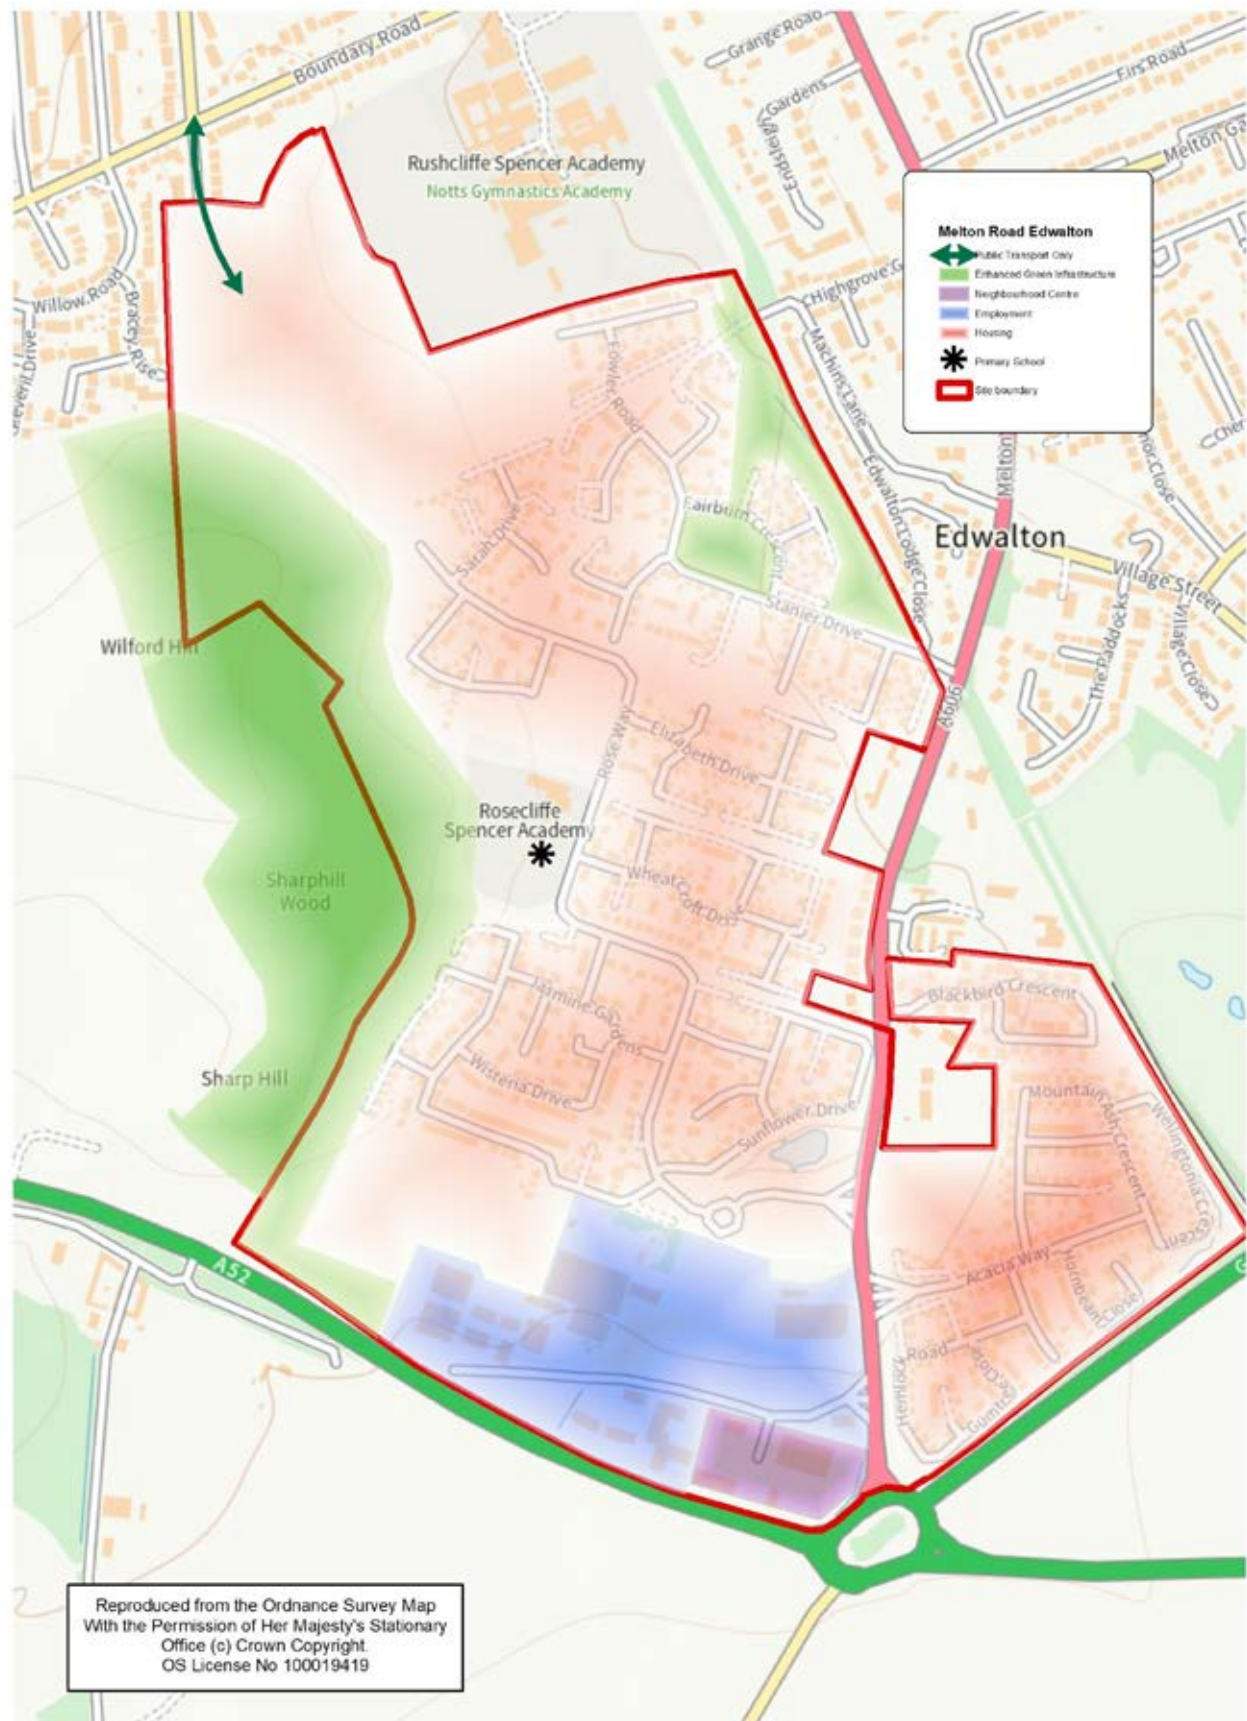 Boundary Road
Grange Road
Firs Road
Gardens
Endsleigh
Melton Ga
Rushcliffe Spencer Academy
Notts Gymnastics Academy
Melton Road Edwalton
Public Transport Only
Enhanced Green Infrastructure
Neighbourhood Centre
Employment
Housing
Primary School
Site boundary
Highgrove G
Willow Road
Bracey Rise
Leveril Drive
Machins Lane
Fowler Road
Edwalton Lodge Close
Melton
nor Close
Cher
Sarah Drive
Fairburn Crescent
Edwalton
Village Street
Stanier Drive
The Paddocks
Village Close
Wilford Hill
A606
Rose Way
Elizabeth Drive
Rosecliffe
Spencer Academy
Sharphill
Wood
Wheatcroft Drive
Jasmine Gardens
Blackbird Crescent
Sharp Hill
Wisteria Drive
Sunflower Drive
Mountain Ash Crescent
Wellingtonia Crescent
A52
Acacia Way
Hornbeam Close
G
Hemlock
Road
Reproduced from the Ordnance Survey Map
With the Permission of Her Majesty's Stationary
Office (c) Crown Copyright.
OS License No 100019419